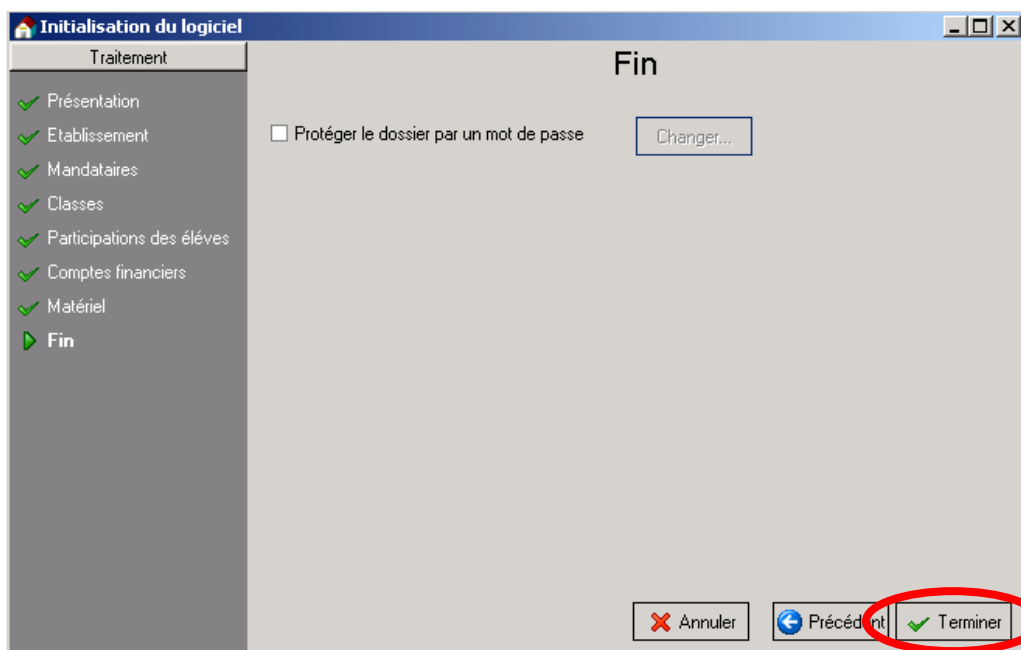 Initialisation du logiciel
Traitement
Fin
Présentation
Etablissement
Mandataires
Classes
Participations des éléves
Comptes financiers
Matériel
Fin
Protéger le dossier par un mot de passe
Changer...
Annuler
Précédent
Terminer